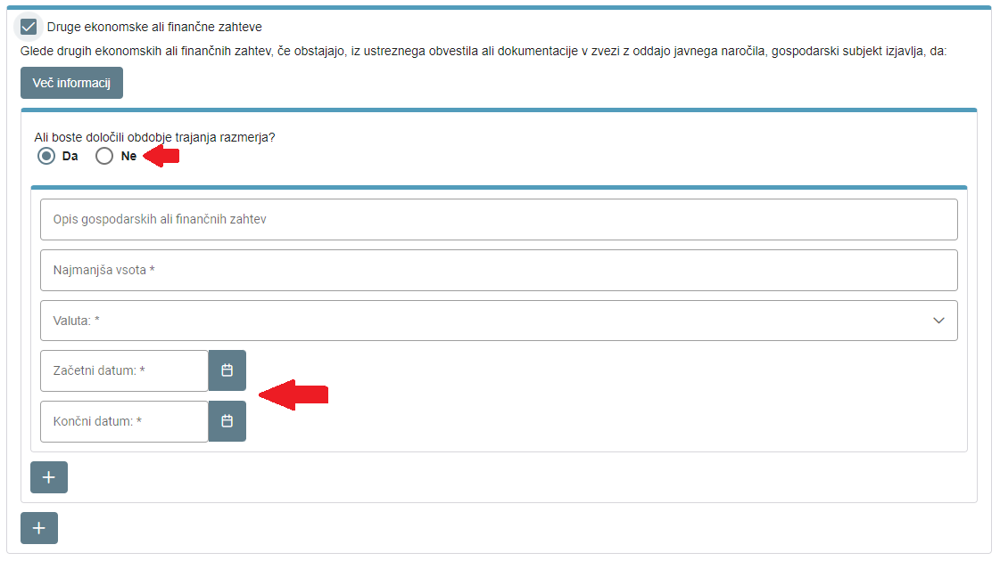 Druge ekonomske ali finančne zahteve
Glede drugih ekonomskih ali finančnih zahtev, če obstajajo, iz ustreznega obvestila ali dokumentacije v zvezi z oddajo javnega naročila, gospodarski subjekt izjavlja, da:
Več informacij
Ali boste določili obdobje trajanja razmerja?
Da Ne
Opis gospodarskih ali finančnih zahtev
Najmanjša vsota *
Valuta: *
Začetni datum: *
Končni datum: *